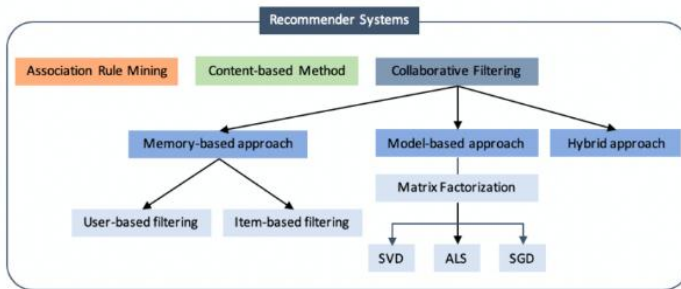 Recommender Systems
Association Rule Mining
Content-based Method
Collaborative Filtering
Memory-based approach
Model-based approach
Hybrid approach
Matrix Factorization
User-based filtering
Item-based filtering
SVD
ALS
SGD